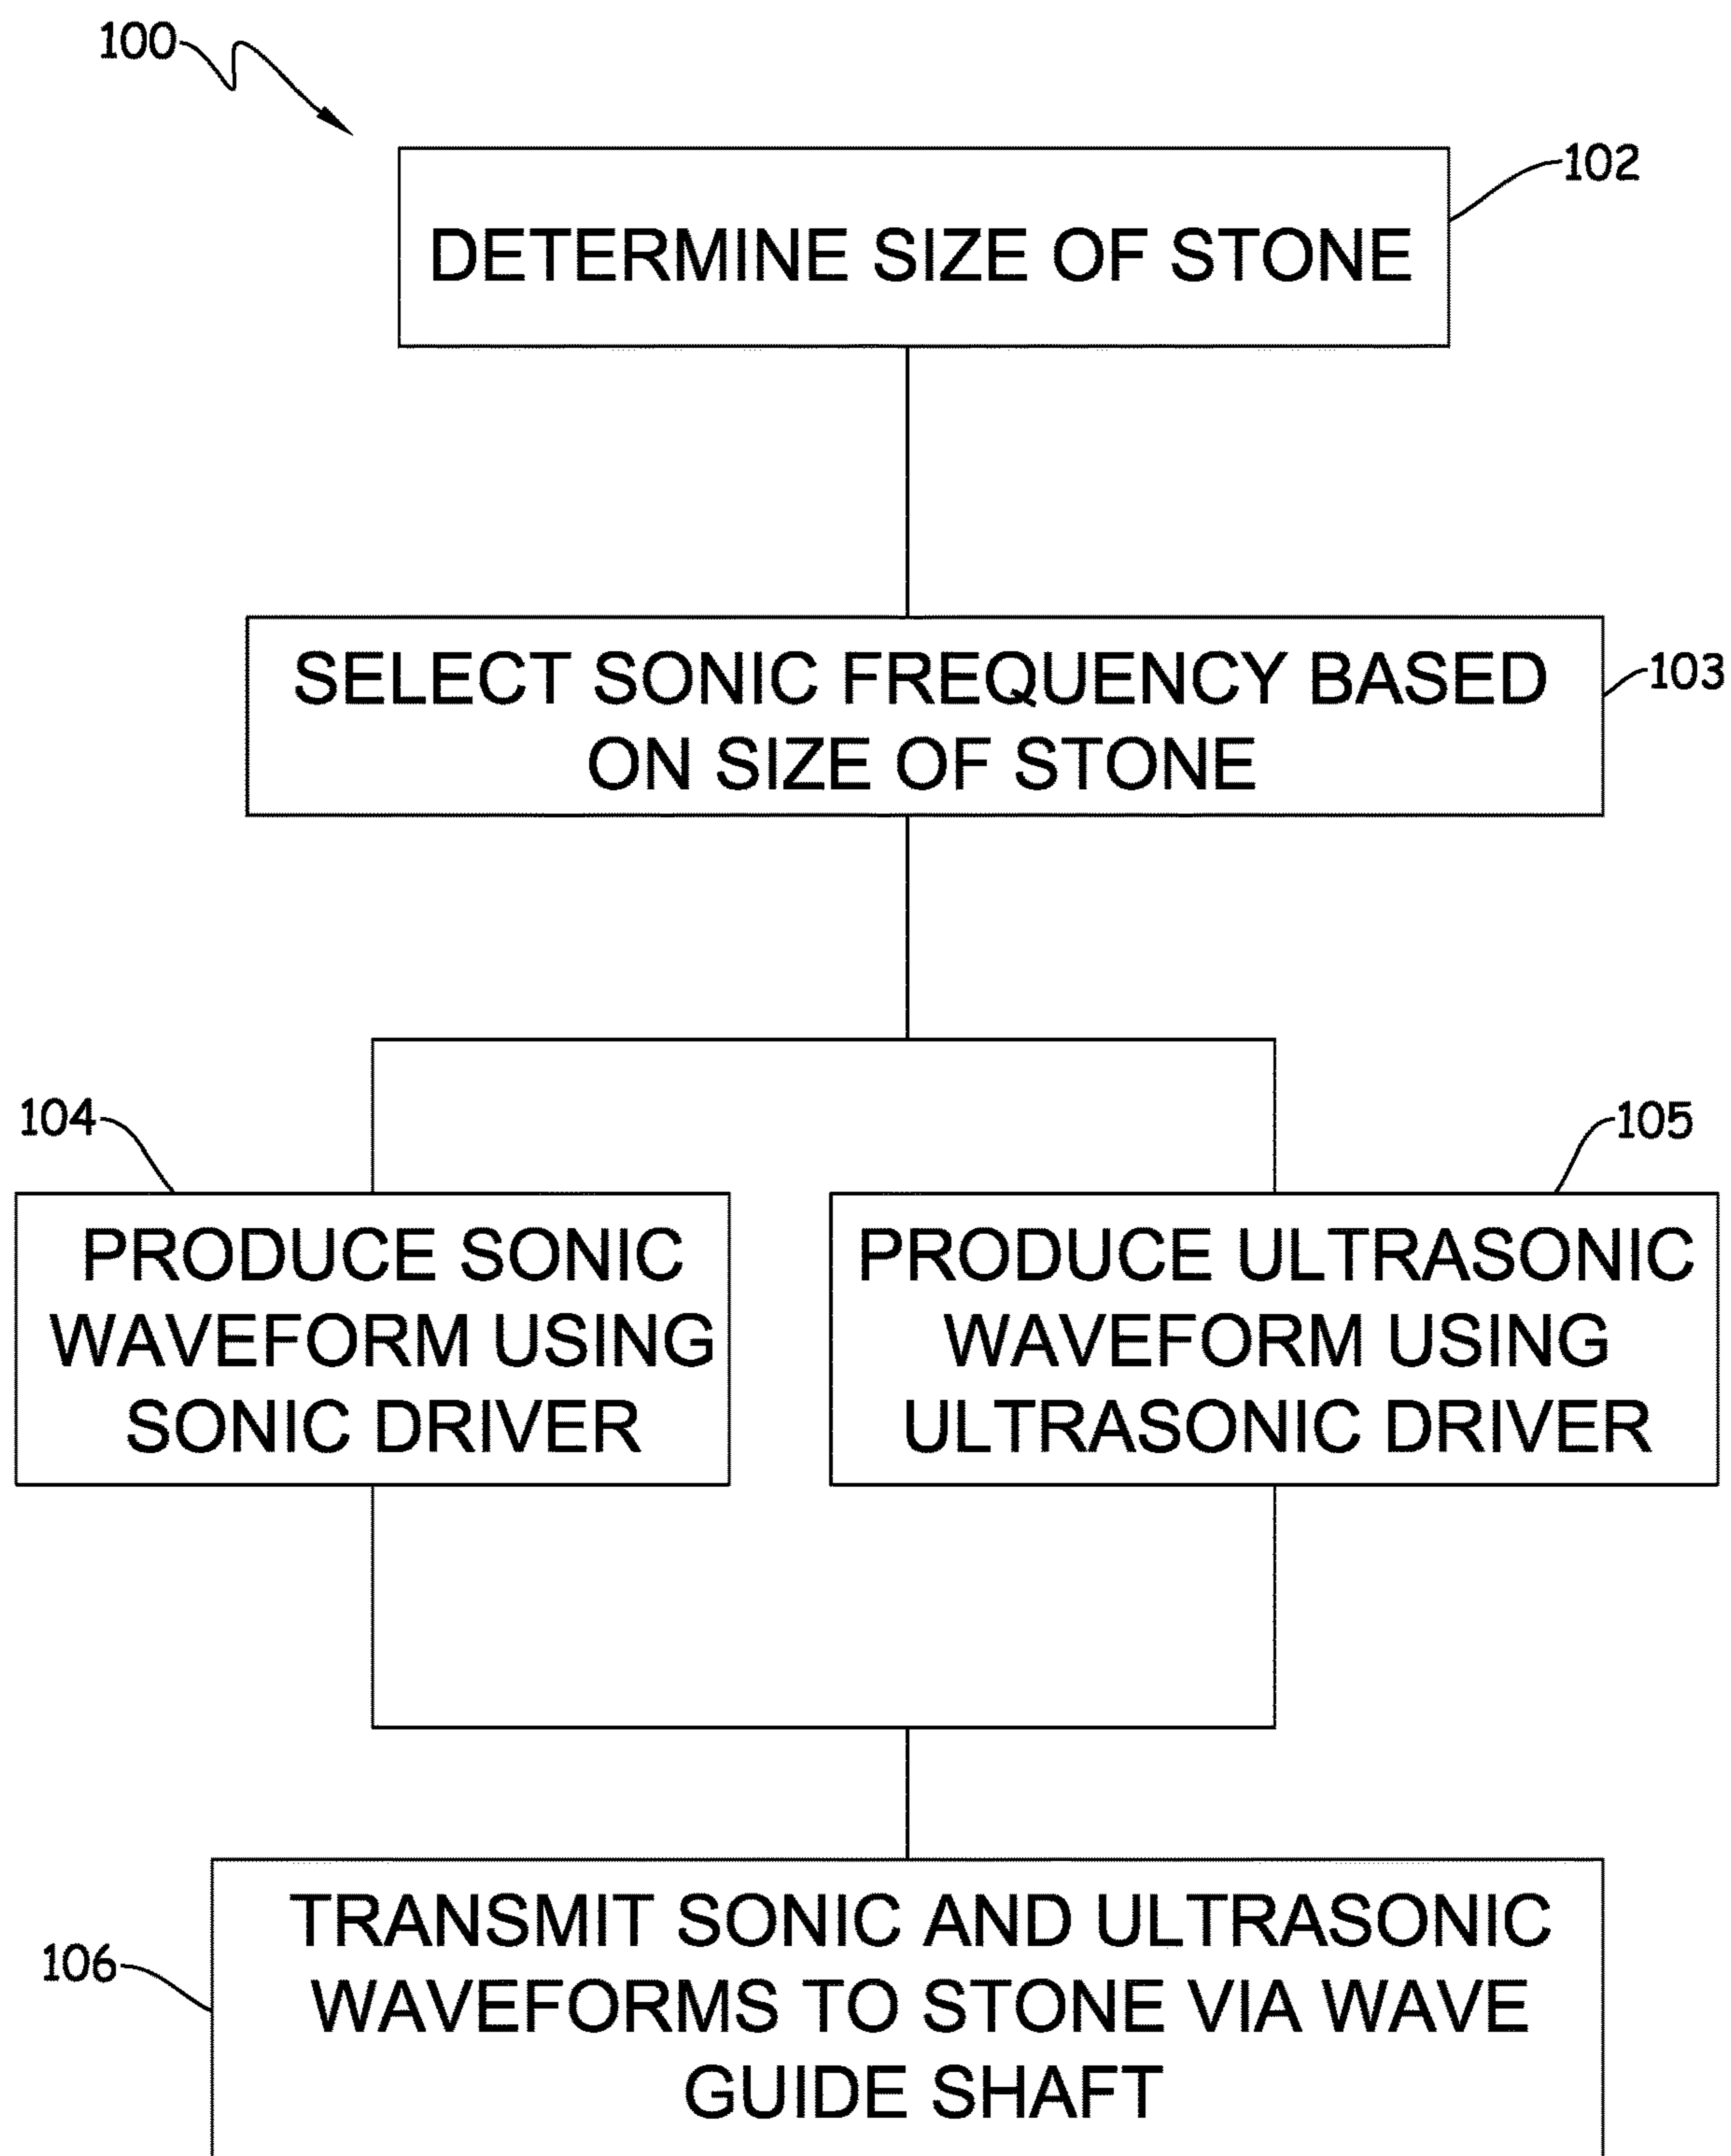 100
102
DETERMINE SIZE OF STONE
SELECT SONIC FREQUENCY BASED
ON SIZE OF STONE
103
104
105
PRODUCE SONIC
WAVEFORM USING
SONIC DRIVER
PRODUCE ULTRASONIC
WAVEFORM USING
ULTRASONIC DRIVER
106
TRANSMIT SONIC AND ULTRASONIC
WAVEFORMS TO STONE VIA WAVE
GUIDE SHAFT